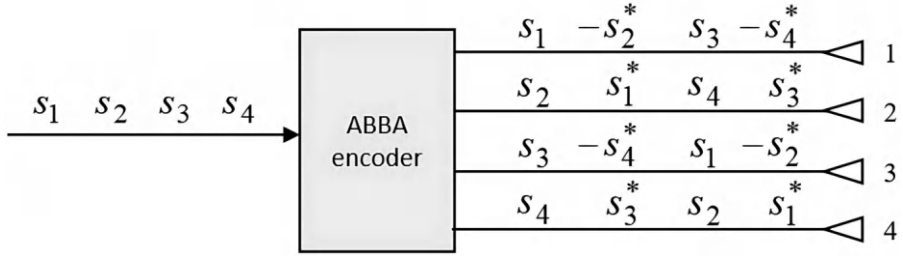 s₁ −s₂* s₃ −s₄* 1
s₂ s₁* s₄ s₃* 2
s₁ s₂ s₃ s₄
ABBA
encoder
s₃ −s₄* s₁ −s₂* 3
s₄ s₃* s₂ s₁* 4